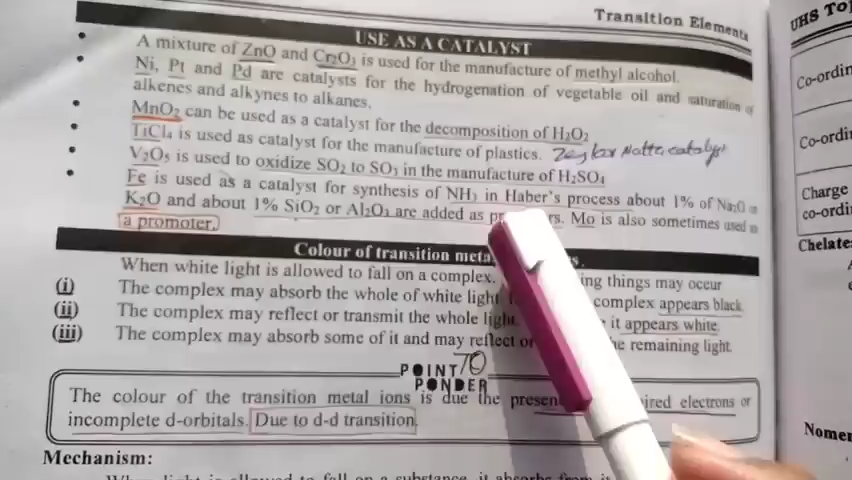 Transition Elements
USE AS A CATALYST
A mixture of ZnO and Cr₂O₃ is used for the manufacture of methyl alcohol.
Ni, Pt and Pd are catalysts for the hydrogenation of vegetable oil and saturation of
alkenes and alkynes to alkanes.
MnO₂ can be used as a catalyst for the decomposition of H₂O₂
TiCl₄ is used as catalyst for the manufacture of plastics. Natta catalyst
V₂O₅ is used to oxidize SO₂ to SO₃ in the manufacture of H₂SO₄
Fe is used as a catalyst for synthesis of NH₃ in Haber's process about 1% of Na₂O or
K₂O and about 1% SiO₂ or Al₂O₃ are added as Mo is also sometimes used as
a promoter.
Colour of transition
When white light is allowed to fall on a complex. things may occur
(i) The complex may absorb the whole of white light complex appears black.
(ii) The complex may reflect or transmit the whole light. it appears white.
(iii) The complex may absorb some of it and may reflect or remaining light.
POINT TO
PONDER
The colour of the transition metal ions is due the electrons or
incomplete d-orbitals. Due to d-d transition.
Mechanism:
When light is allowed to fall on a substance, it absorbs from it
UHS To
Co-ordin
Co-ordin
Charge
co-ordin
Chelate
Nomen